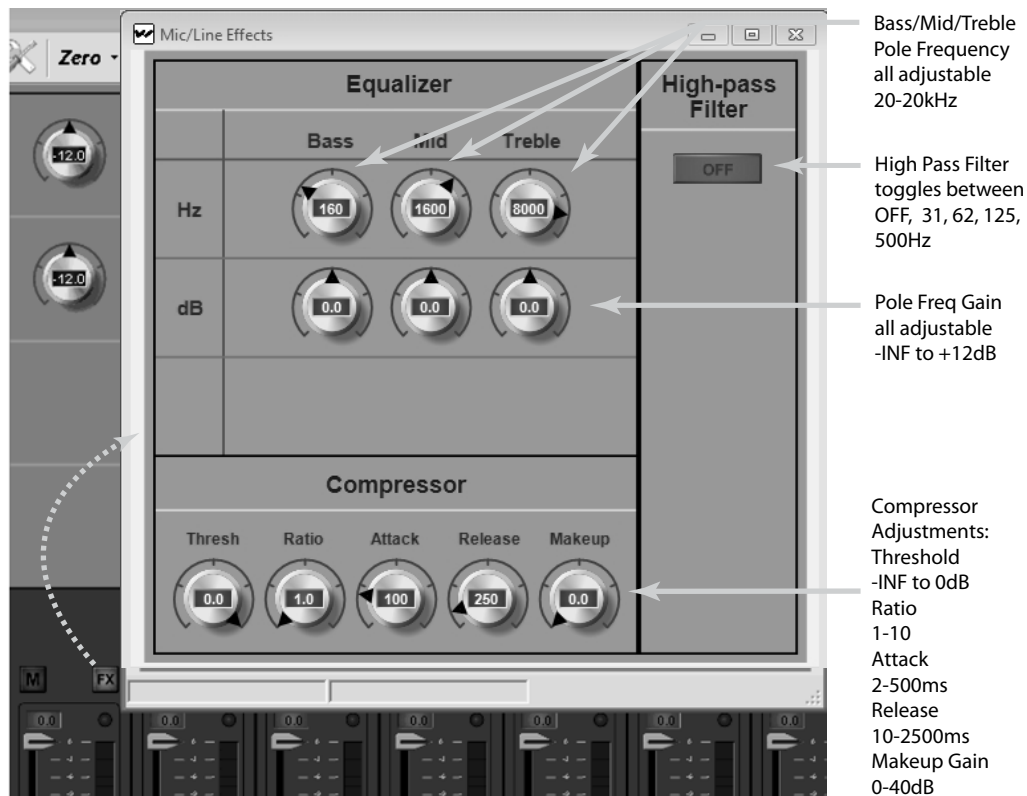 Mic/Line Effects
Zero
-12.0
-12.0
Equalizer
Bass Mid Treble
Hz
160 1600 8000
dB
0.0 0.0 0.0
High-pass
Filter
OFF
Compressor
Thresh Ratio Attack Release Makeup
0.0 1.0 100 250 0.0
M FX
0.0 0.0 0.0 0.0 0.0 0.0 0.0
Bass/Mid/Treble
Pole Frequency
all adjustable
20-20kHz
High Pass Filter
toggles between
OFF, 31, 62, 125,
500Hz
Pole Freq Gain
all adjustable
-INF to +12dB
Compressor
Adjustments:
Threshold
-INF to 0dB
Ratio
1-10
Attack
2-500ms
Release
10-2500ms
Makeup Gain
0-40dB